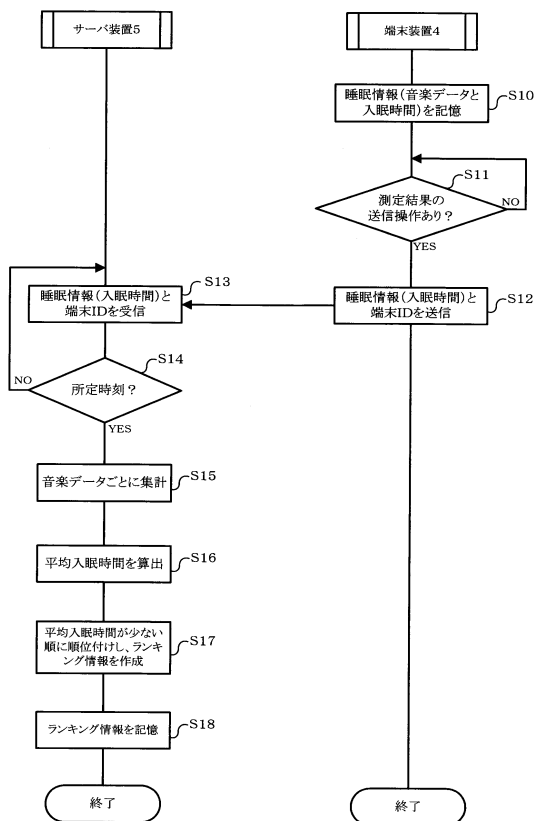 サーバ装置5
端末装置4
睡眠情報(音楽データと
入眠時間)を記憶
S10
S11
測定結果の
送信操作あり?
NO
YES
S13
睡眠情報(入眠時間)と
端末IDを受信
睡眠情報(入眠時間)と
端末IDを送信
S12
S14
所定時刻?
NO
YES
音楽データごとに集計
S15
平均入眠時間を算出
S16
平均入眠時間が少ない
順に順位付けし、ランキ
ング情報を作成
S17
ランキング情報を記憶
S18
終了
終了